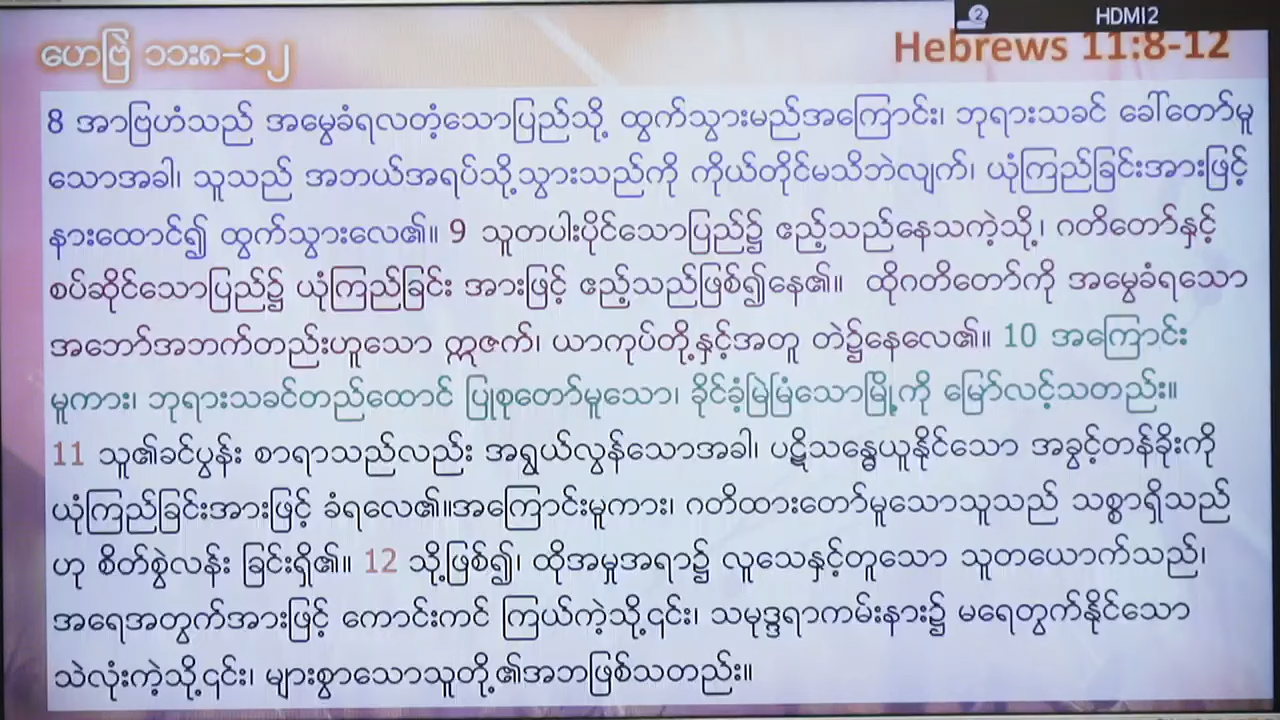 2 HDMI2
ဟေဗြဲ ၁၁း၈-၁၂ Hebrews 11:8-12
8 အာဗြဟံသည် အမွေခံရလတံ့သောပြည်သို့ ထွက်သွားမည်အကြောင်း၊ ဘုရားသခင် ခေါ်တော်မူ
သောအခါ၊ သူသည် အဘယ်အရပ်သို့သွားသည်ကို ကိုယ်တိုင်မသိဘဲလျက်၊ ယုံကြည်ခြင်းအားဖြင့်
နားထောင်၍ ထွက်သွားလေ၏။ 9 သူတပါးပိုင်သောပြည်၌ ဧည့်သည်နေသကဲ့သို့၊ ဂတိတော်နှင့်
စပ်ဆိုင်သောပြည်၌ ယုံကြည်ခြင်း အားဖြင့် ဧည့်သည်ဖြစ်၍နေ၏။ ထိုဂတိတော်ကို အမွေခံရသော
အဘော်အဘက်တည်းဟူသော ဣဇက်၊ ယာကုပ်တို့နှင့်အတူ တဲ၌နေလေ၏။ 10 အကြောင်း
မူကား၊ ဘုရားသခင်တည်ထောင် ပြုစုတော်မူသော၊ ခိုင်ခံ့မြဲမြံသောမြို့ကို မြော်လင့်သတည်း။
11 သူ၏ခင်ပွန်း စာရာသည်လည်း အရွယ်လွန်သောအခါ၊ ပဋိသန္ဓေယူနိုင်သော အခွင့်တန်ခိုးကို
ယုံကြည်ခြင်းအားဖြင့် ခံရလေ၏။အကြောင်းမူကား၊ ဂတိထားတော်မူသောသူသည် သစ္စာရှိသည်
ဟု စိတ်စွဲလန်း ခြင်းရှိ၏။ 12 သို့ဖြစ်၍၊ ထိုအမှုအရာ၌ လူသေနှင့်တူသော သူတယောက်သည်၊
အရေအတွက်အားဖြင့် ကောင်းကင် ကြယ်ကဲ့သို့၎င်း၊ သမုဒ္ဒရာကမ်းနား၌ မရေတွက်နိုင်သော
သဲလုံးကဲ့သို့၎င်း၊ များစွာသောသူတို့၏အဘဖြစ်သတည်း။